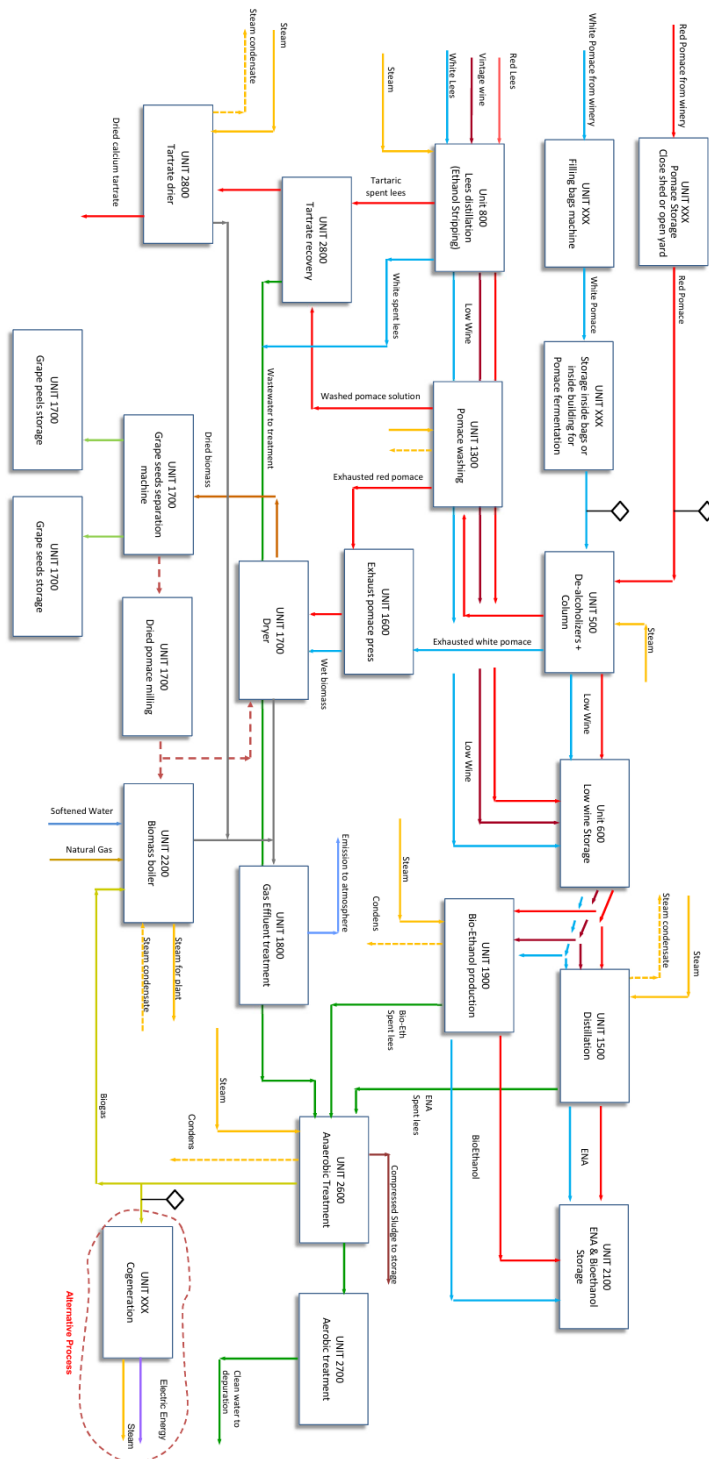 Red Pomace from winery
UNIT XXX
Pomace Storage
Close shed or open yard
Red Pomace
White Pomace from winery
UNIT XXX
Filling bags machine
White Pomace
UNIT XXX
Storage inside bags or
inside building for
Pomace fermentation
UNIT 500
De-alcoholizers +
Column
Steam
Low Wine
Unit 600
Low wine Storage
Steam condensate
Steam
UNIT 1500
Distillation
ENA
UNIT 2100
ENA & Bioethanol
Storage
Red Lees
Vintage wine
White Lees
Steam
Unit 800
Lees distillation
(Ethanol Stripping)
Low Wine
UNIT 1300
Pomace washing
Exhausted white pomace
Low Wine
Steam
Condens
UNIT 1900
Bio-Ethanol production
ENA
Spent lees
BioEthanol
Tartaric
spent lees
White spent lees
UNIT 2800
Tartrate recovery
Washed pomace solution
Exhausted red pomace
UNIT 1600
Exhaust pomace press
Wet biomass
Emission to atmosphere
Bio-Eth
Spent lees
Compressed Sludge to storage
Steam condensate
Steam
UNIT 2800
Tartrate drier
Dried calcium tartrate
Wastewater to treatment
UNIT 1700
Dryer
UNIT 1800
Gas Effluent treatment
Steam
Condens
UNIT 2600
Anaerobic Treatment
UNIT 2700
Aerobic treatment
Clean water to
depuration
Dried biomass
UNIT 1700
Grape seeds separation
machine
UNIT 1700
Dried pomace milling
UNIT 2200
Biomass boiler
Softened Water
Natural Gas
Steam for plant
Steam condensate
Biogas
UNIT XXX
Cogeneration
Electric Energy
Steam
Alternative Process
UNIT 1700
Grape peels storage
UNIT 1700
Grape seeds storage